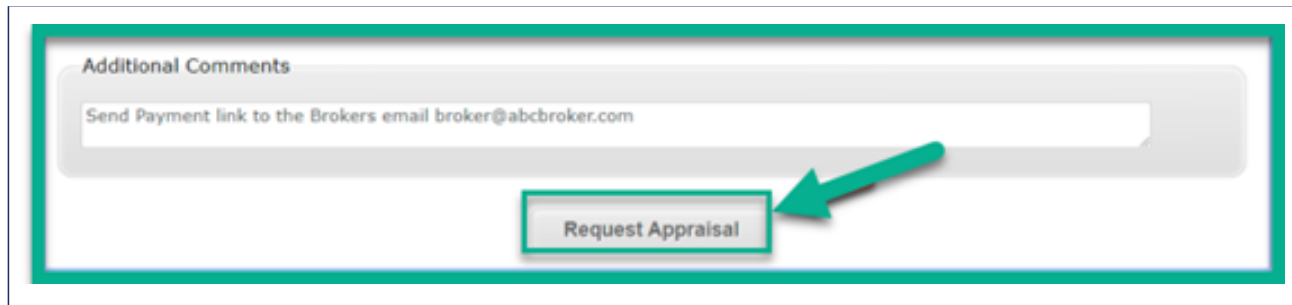 Additional Comments
Send Payment link to the Brokers email broker@abcbroker.com
Request Appraisal